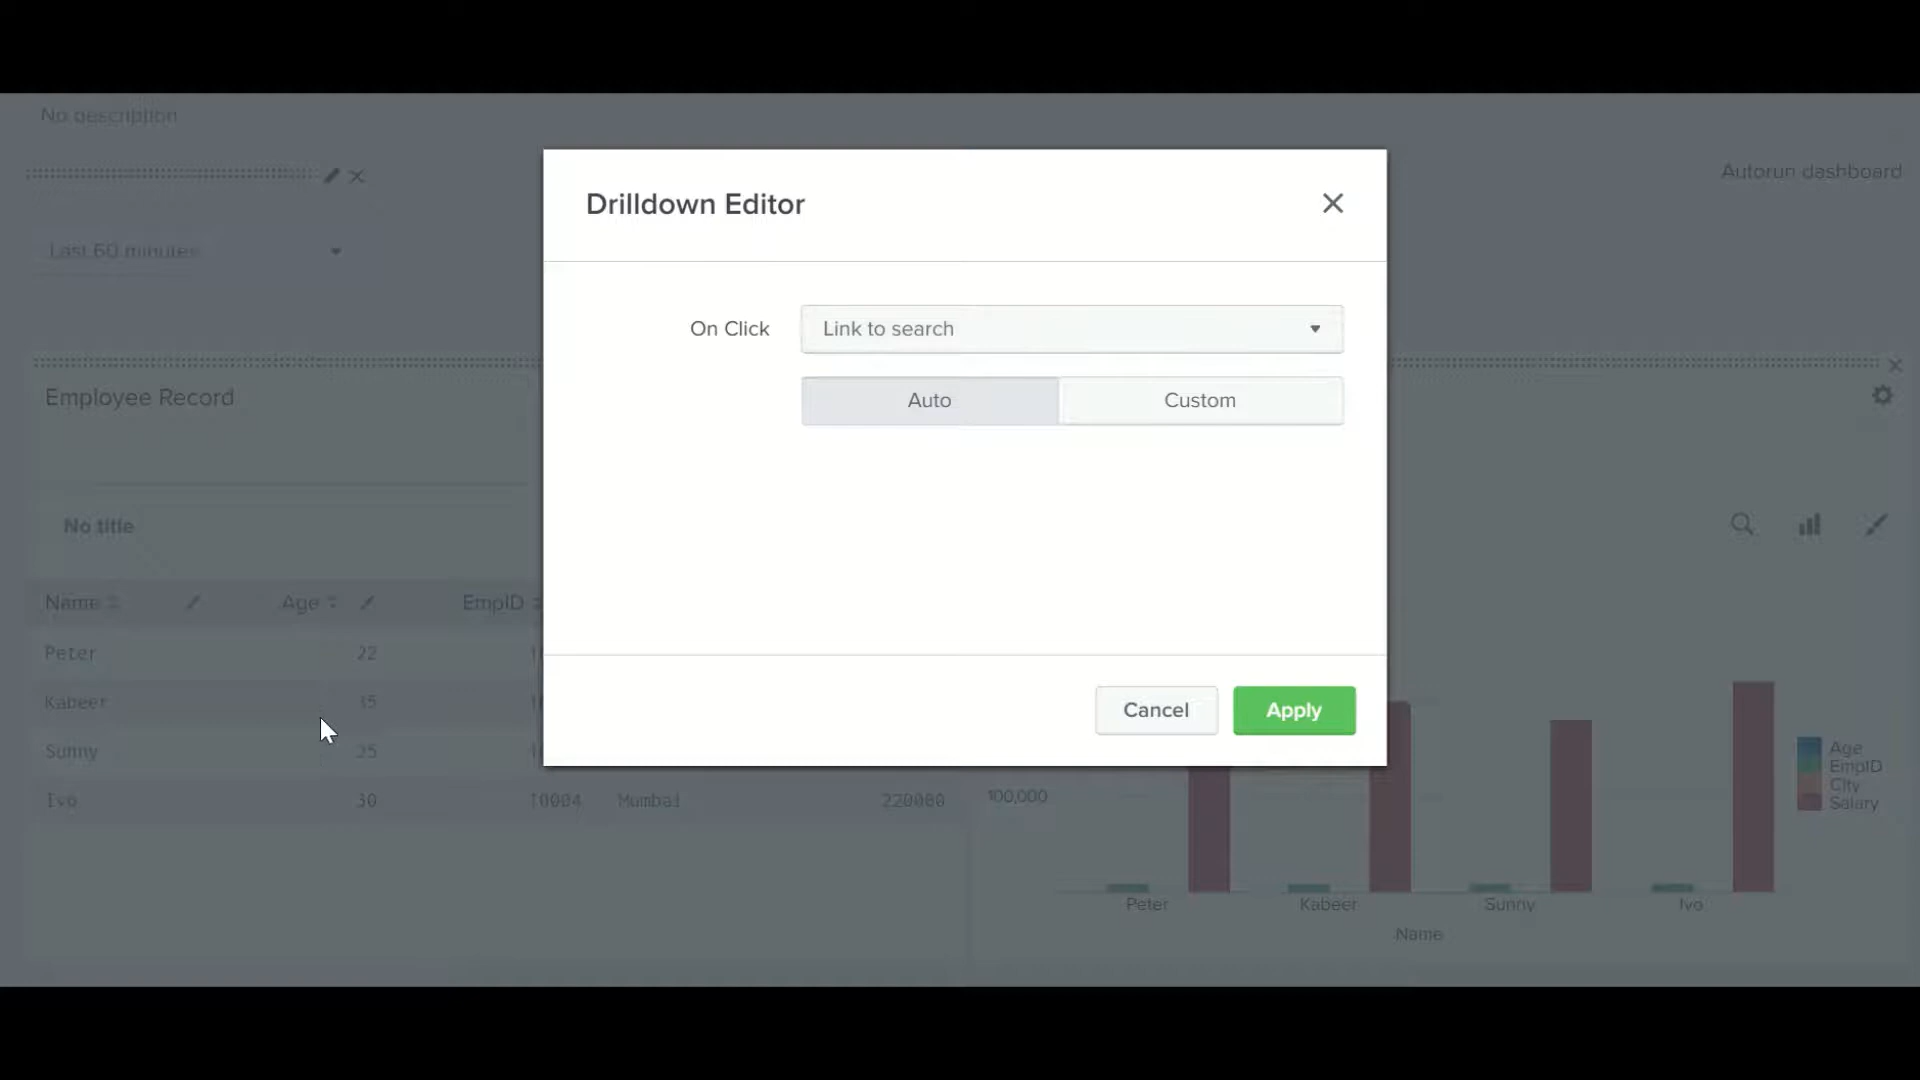 No description
Autorun dashboard
Last 60 minutes
Drilldown Editor
On Click
Link to search
Auto
Custom
Cancel
Apply
Employee Record
No title
Name
Age
EmpID
Peter
22
Kabeer
35
Sunny
25
Ivo
30
10004
Mumbai
220000
100,000
Peter
Kabeer
Sunny
Ivo
Name
Age
EmpID
City
Salary